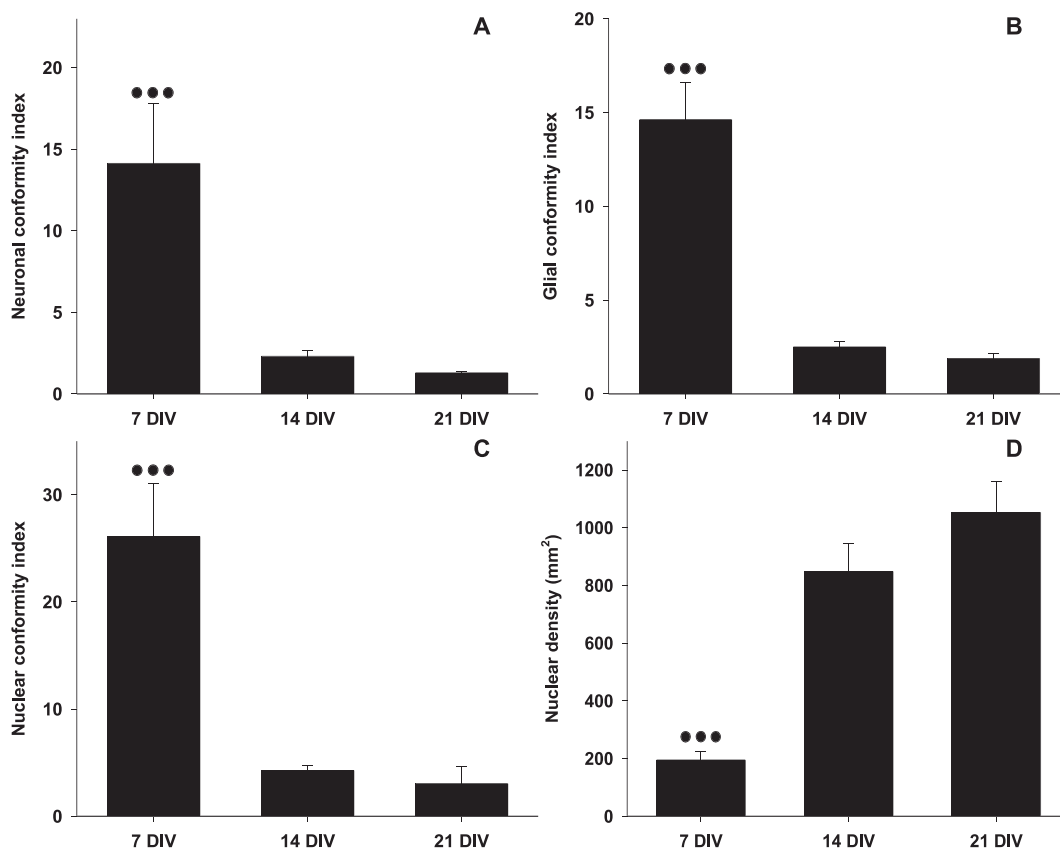 A
Neuronal conformity index
20
15
10
5
0
7 DIV 14 DIV 21 DIV
B
Glial conformity index
20
15
10
5
0
7 DIV 14 DIV 21 DIV
C
Nuclear conformity index
30
20
10
0
7 DIV 14 DIV 21 DIV
D
Nuclear density (mm²)
1200
1000
800
600
400
200
0
7 DIV 14 DIV 21 DIV